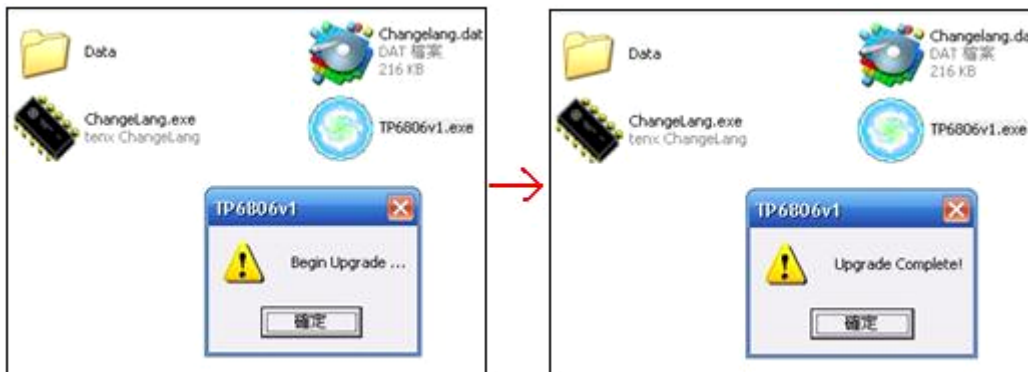 Data
Changelang.dat
DAT 檔案
216 KB
ChangeLang.exe
tenx ChangeLang
TP6806v1.exe
TP6806v1
Begin Upgrade ...
確定
Data
Changelang.da
DAT 檔案
216 KB
ChangeLang.exe
tenx ChangeLang
TP6806v1.exe
TP6806v1
Upgrade Complete!
確定